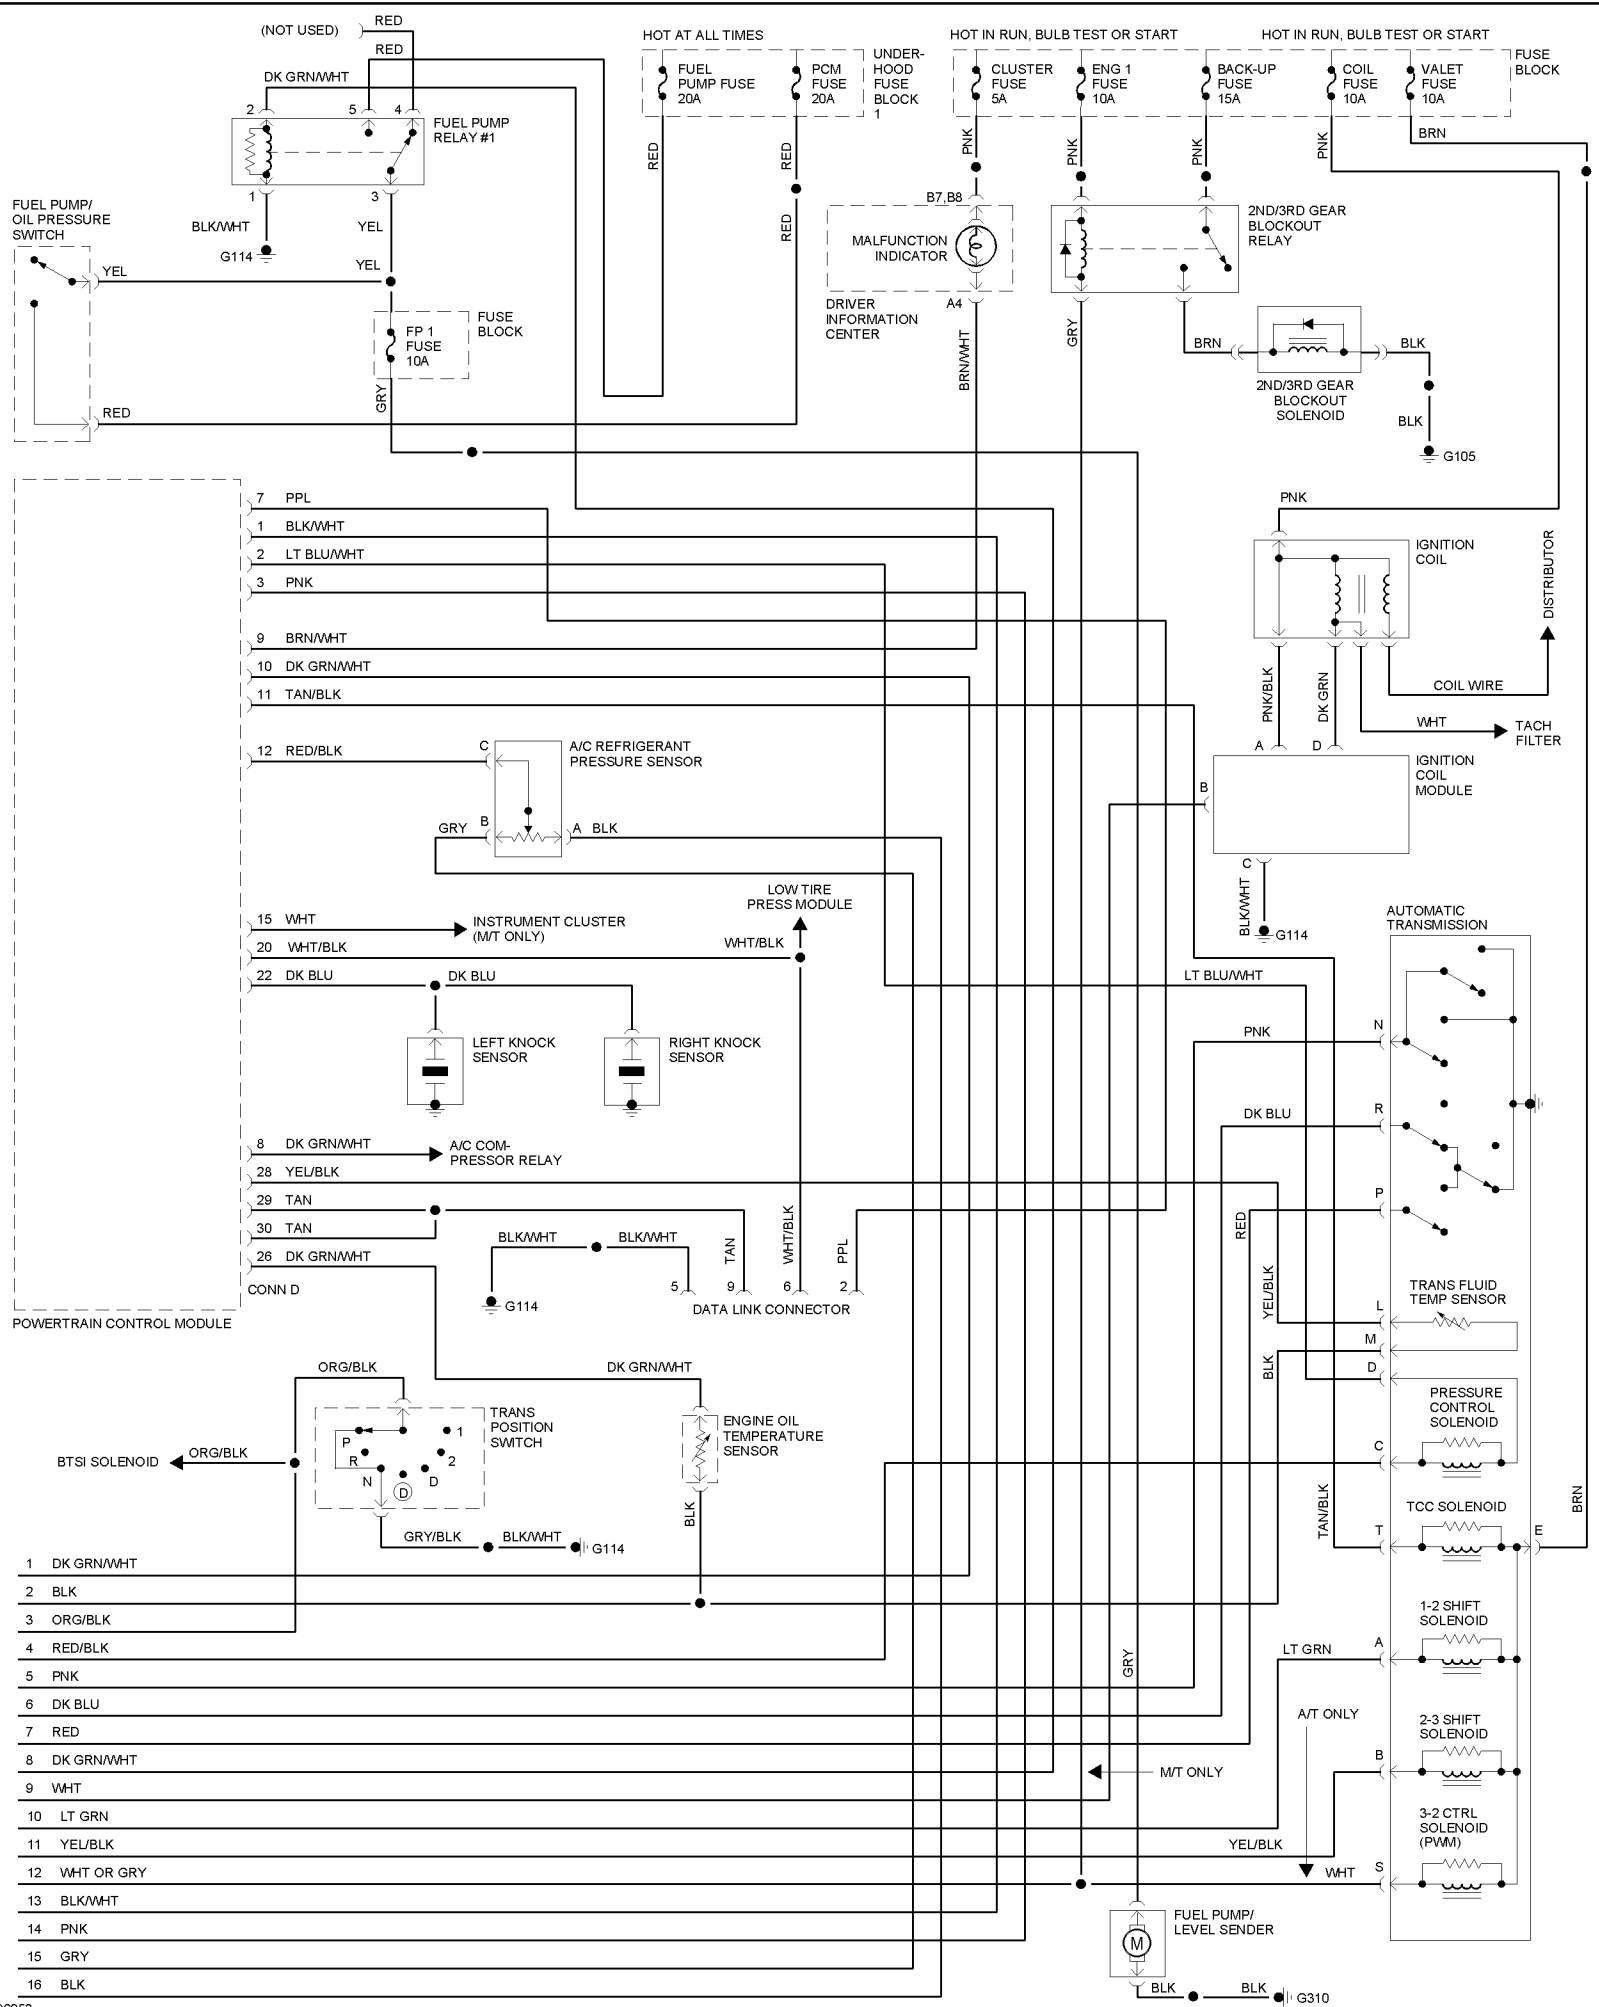 (NOT USED)
RED
RED
DK GRN/WHT
2
5
4
FUEL PUMP
RELAY #1
1
3
BLK/WHT
YEL
G114
YEL
FUEL PUMP/
OIL PRESSURE
SWITCH
YEL
RED
FP 1
FUSE
10A
FUSE
BLOCK
GRY
HOT AT ALL TIMES
FUEL
PUMP FUSE
20A
PCM
FUSE
20A
UNDER-
HOOD
FUSE
BLOCK
1
RED
RED
RED
HOT IN RUN, BULB TEST OR START
HOT IN RUN, BULB TEST OR START
CLUSTER
FUSE
5A
ENG 1
FUSE
10A
BACK-UP
FUSE
15A
COIL
FUSE
10A
VALET
FUSE
10A
FUSE
BLOCK
PNK
PNK
PNK
PNK
BRN
B7,B8
MALFUNCTION
INDICATOR
DRIVER
INFORMATION
CENTER
A4
BRN/WHT
2ND/3RD GEAR
BLOCKOUT
RELAY
GRY
BRN
BLK
2ND/3RD GEAR
BLOCKOUT
SOLENOID
BLK
G105
PNK
IGNITION
COIL
DISTRIBUTOR
PNK/BLK
DK GRN
COIL WIRE
WHT
TACH
FILTER
A
D
IGNITION
COIL
MODULE
B
C
BLK/WHT
G114
7 PPL
1 BLK/WHT
2 LT BLU/WHT
3 PNK
9 BRN/WHT
10 DK GRN/WHT
11 TAN/BLK
12 RED/BLK
C
A/C REFRIGERANT
PRESSURE SENSOR
GRY
B
A
BLK
LOW TIRE
PRESS MODULE
15 WHT
INSTRUMENT CLUSTER
(M/T ONLY)
20 WHT/BLK
WHT/BLK
22 DK BLU
DK BLU
LEFT KNOCK
SENSOR
RIGHT KNOCK
SENSOR
8 DK GRN/WHT
A/C COM-
PRESSOR RELAY
28 YEL/BLK
29 TAN
30 TAN
26 DK GRN/WHT
CONN D
POWERTRAIN CONTROL MODULE
BLK/WHT
BLK/WHT
TAN
WHT/BLK
PPL
G114
5
9
6
2
DATA LINK CONNECTOR
AUTOMATIC
TRANSMISSION
LT BLU/WHT
PNK
N
DK BLU
R
P
RED
YEL/BLK
TRANS FLUID
TEMP SENSOR
L
M
BLK
D
PRESSURE
CONTROL
SOLENOID
C
TCC SOLENOID
TAN/BLK
T
E
BRN
1-2 SHIFT
SOLENOID
LT GRN
A
2-3 SHIFT
SOLENOID
A/T ONLY
B
M/T ONLY
3-2 CTRL
SOLENOID
(PWM)
YEL/BLK
WHT
S
ORG/BLK
DK GRN/WHT
TRANS
POSITION
SWITCH
P
R
N
D
D
2
1
ENGINE OIL
TEMPERATURE
SENSOR
BTSI SOLENOID
ORG/BLK
BLK
GRY/BLK
BLK/WHT
G114
1 DK GRN/WHT
2 BLK
3 ORG/BLK
4 RED/BLK
5 PNK
6 DK BLU
7 RED
8 DK GRN/WHT
9 WHT
10 LT GRN
11 YEL/BLK
12 WHT OR GRY
13 BLK/WHT
14 PNK
15 GRY
16 BLK
GRY
FUEL PUMP/
LEVEL SENDER
M
BLK
BLK
G310